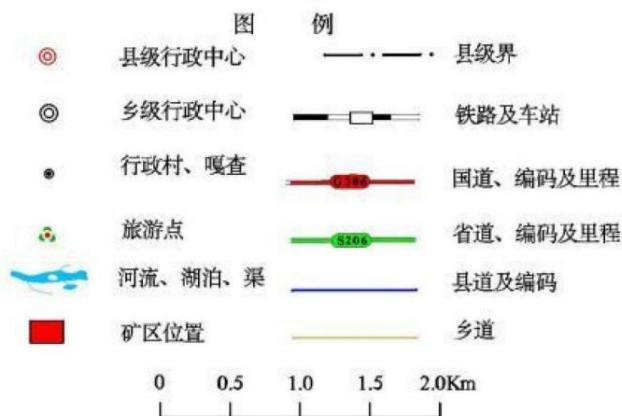 图 例
县级行政中心 县级界
乡级行政中心 铁路及车站
行政村、嘎查 G306 国道、编码及里程
旅游点 S206 省道、编码及里程
河流、湖泊、渠 县道及编码
矿区位置 乡道
0 0.5 1.0 1.5 2.0Km